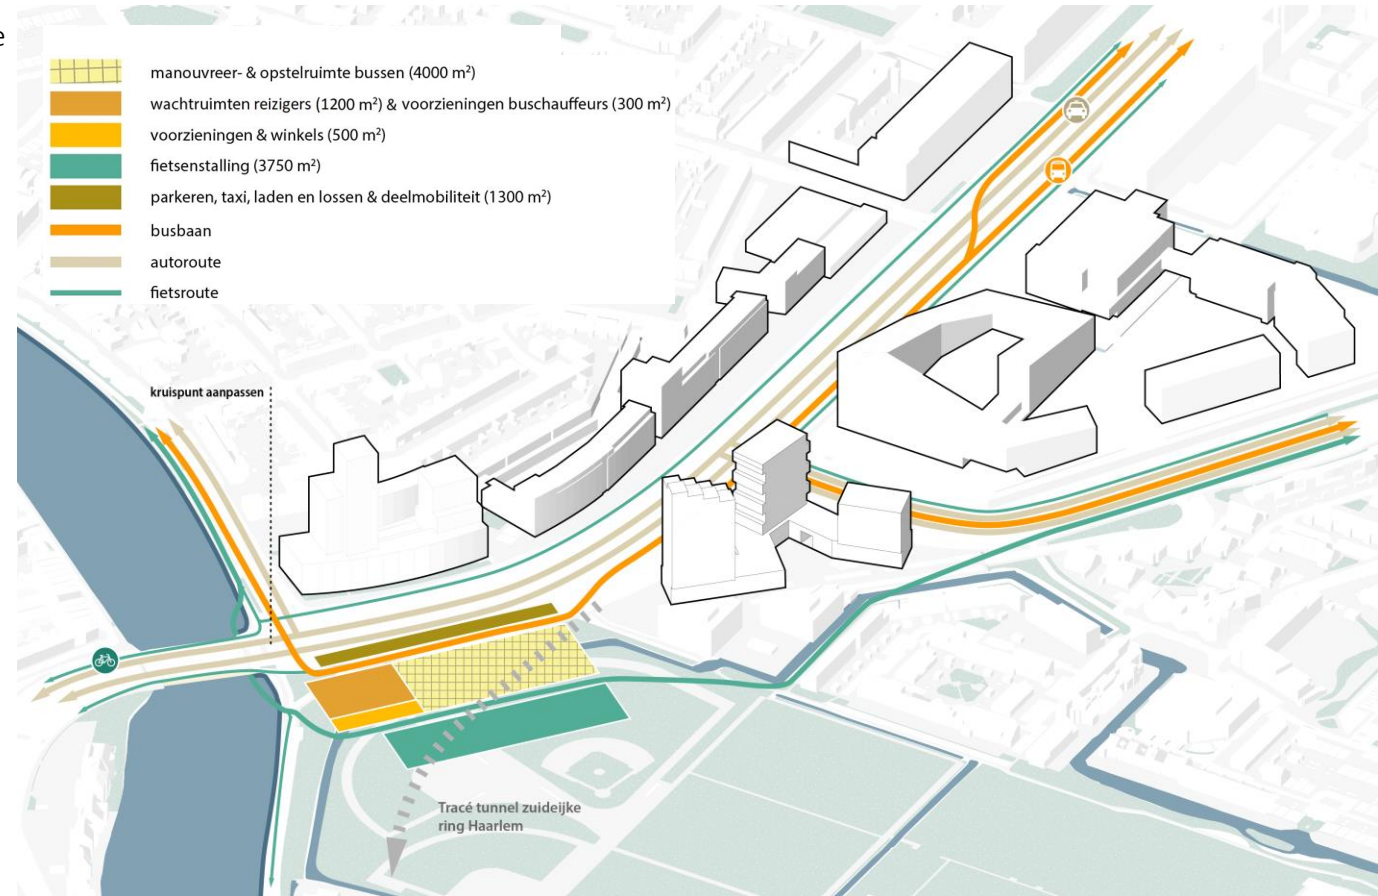 e
manouvreer- & opstelruimte bussen (4000 m²)
wachtruimten reizigers (1200 m²) & voorzieningen buschauffeurs (300 m²)
voorzieningen & winkels (500 m²)
fietsenstalling (3750 m²)
parkeren, taxi, laden en lossen & deelmobiliteit (1300 m²)
busbaan
autoroute
fietsroute
kruispunt aanpassen
Tracé tunnel zuideijke
ring Haarlem